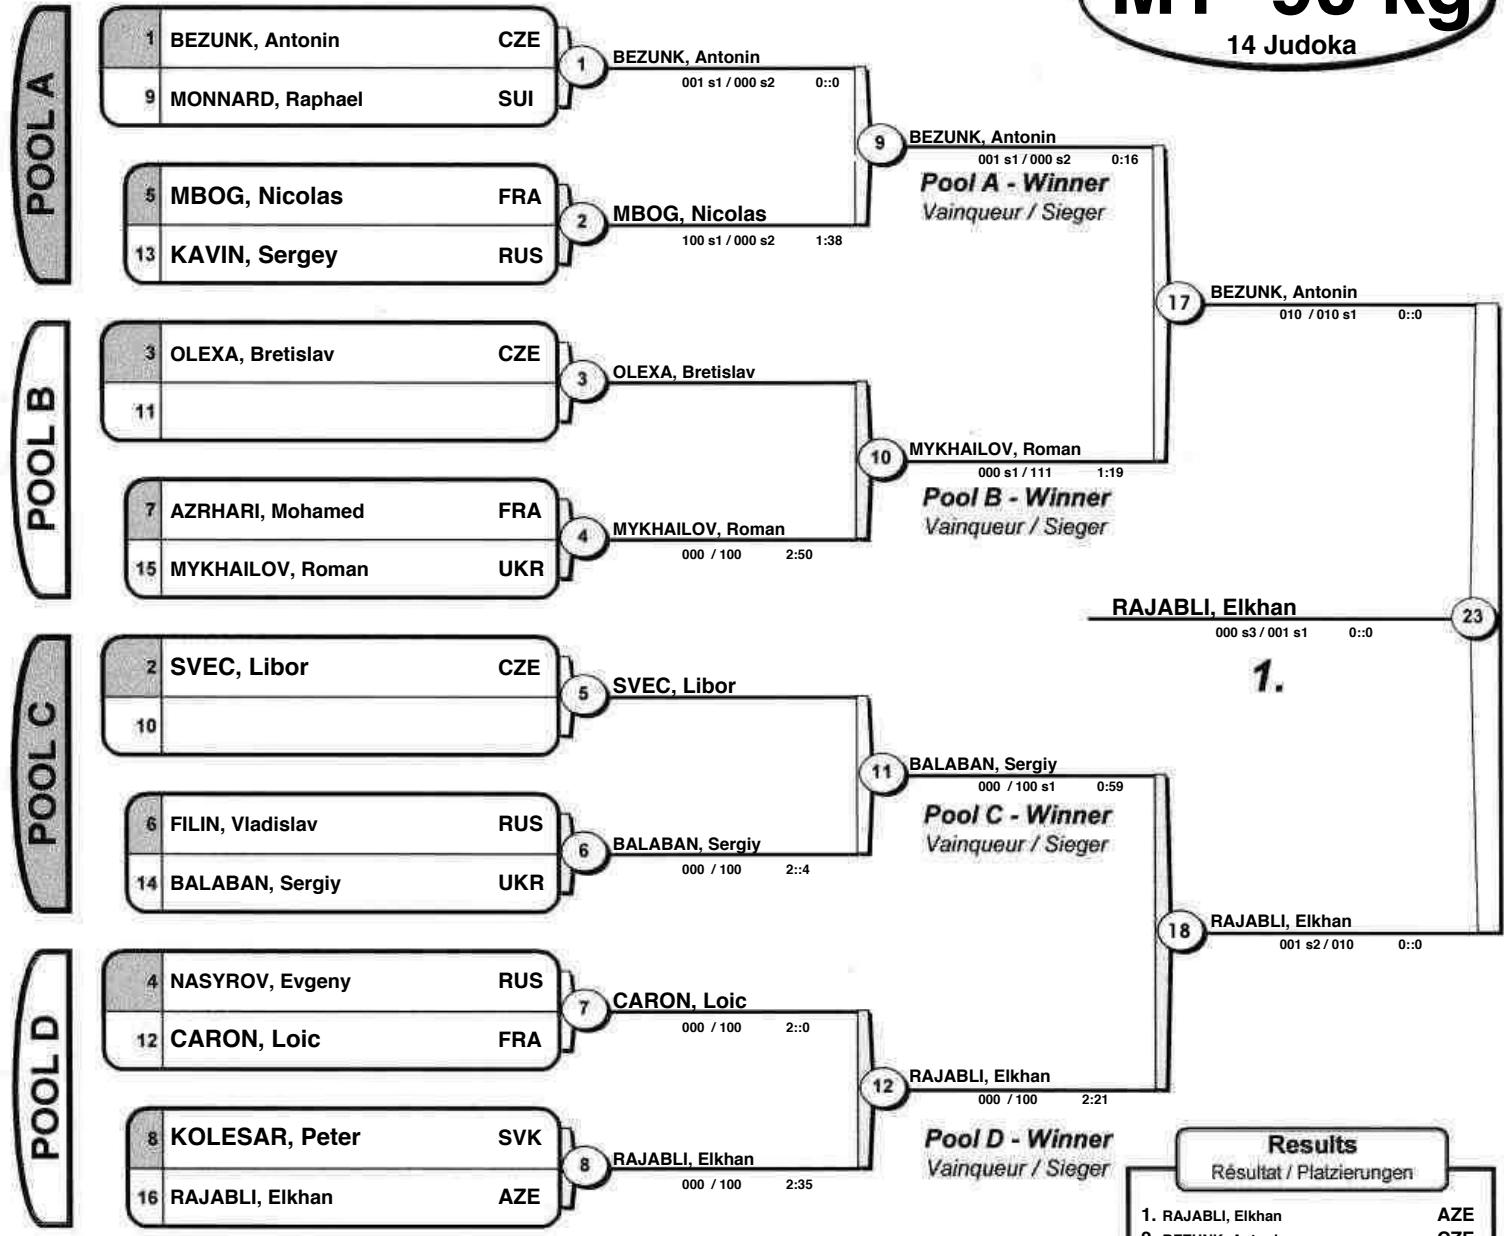 M1 -90 kg
14 Judoka
POOL A
1 BEZUNK, Antonin CZE
9 MONNARD, Raphael SUI
1
BEZUNK, Antonin
001 s1 / 000 s2 0::0
5 MBOG, Nicolas FRA
13 KAVIN, Sergey RUS
2
MBOG, Nicolas
100 s1 / 000 s2 1:38
9
BEZUNK, Antonin
001 s1 / 000 s2 0:16
Pool A - Winner
Vainqueur / Sieger
POOL B
3 OLEXA, Bretislav CZE
11
3
OLEXA, Bretislav
7 AZRHARI, Mohamed FRA
15 MYKHAILOV, Roman UKR
4
MYKHAILOV, Roman
000 / 100 2:50
10
MYKHAILOV, Roman
000 s1 / 111 1:19
Pool B - Winner
Vainqueur / Sieger
17
BEZUNK, Antonin
010 / 010 s1 0::0
POOL C
2 SVEC, Libor CZE
10
5
SVEC, Libor
6 FILIN, Vladislav RUS
14 BALABAN, Sergiy UKR
6
BALABAN, Sergiy
000 / 100 2::4
11
BALABAN, Sergiy
000 / 100 s1 0:59
Pool C - Winner
Vainqueur / Sieger
POOL D
4 NASYROV, Evgeny RUS
12 CARON, Loic FRA
7
CARON, Loic
000 / 100 2::0
8 KOLESAR, Peter SVK
16 RAJABLI, Elkhan AZE
8
RAJABLI, Elkhan
000 / 100 2:35
12
RAJABLI, Elkhan
000 / 100 2:21
Pool D - Winner
Vainqueur / Sieger
18
RAJABLI, Elkhan
001 s2 / 010 0::0
23
RAJABLI, Elkhan
000 s3 / 001 s1 0::0
1.
Results
Résultat / Platzierungen
1. RAJABLI, Elkhan AZE
2. BEZUNK, Antonin CZE